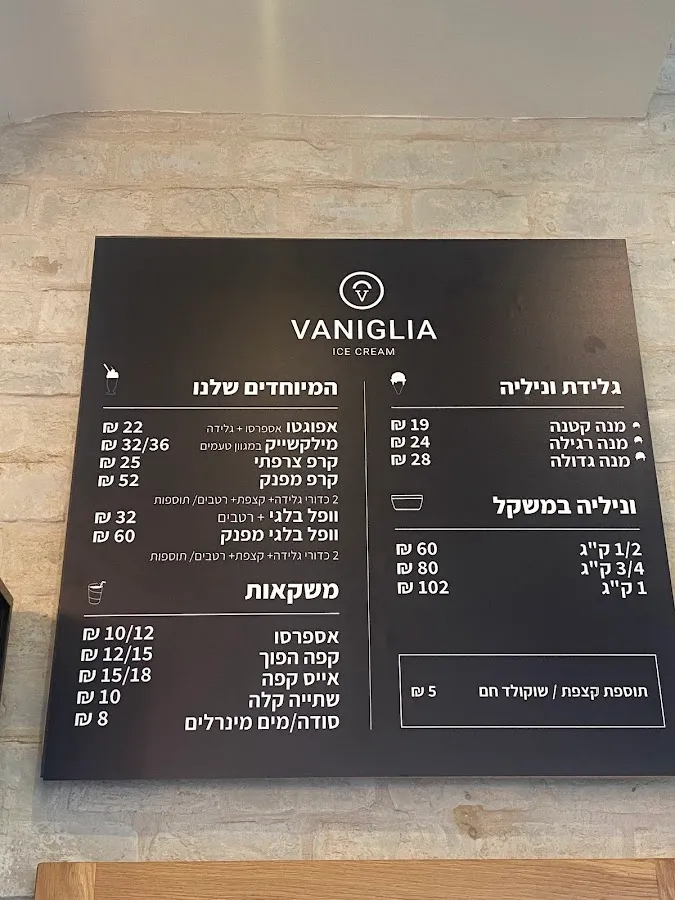 VANIGLIA
ICE CREAM
גלידת וניליה
מנה קטנה 19 ₪
מנה רגילה 24 ₪
מנה גדולה 28 ₪
וניליה במשקל
1/2 ק"ג 60 ₪
3/4 ק"ג 80 ₪
1 ק"ג 102 ₪
תוספת קצפת / שוקולד חם 5 ₪
המיוחדים שלנו
אפוגטו אספרסו + גלידה 22 ₪
מילקשייק במגוון טעמים 32/36 ₪
קרפ צרפתי 25 ₪
קרפ מפנק 52 ₪
2 כדורי גלידה+ קצפת+ רטבים/ תוספות
וופל בלגי + רטבים 32 ₪
וופל בלגי מפנק 60 ₪
2 כדורי גלידה+ קצפת+ רטבים/ תוספות
משקאות
אספרסו 10/12 ₪
קפה הפוך 12/15 ₪
אייס קפה 15/18 ₪
שתייה קלה 10 ₪
סודה/מים מינרלים 8 ₪